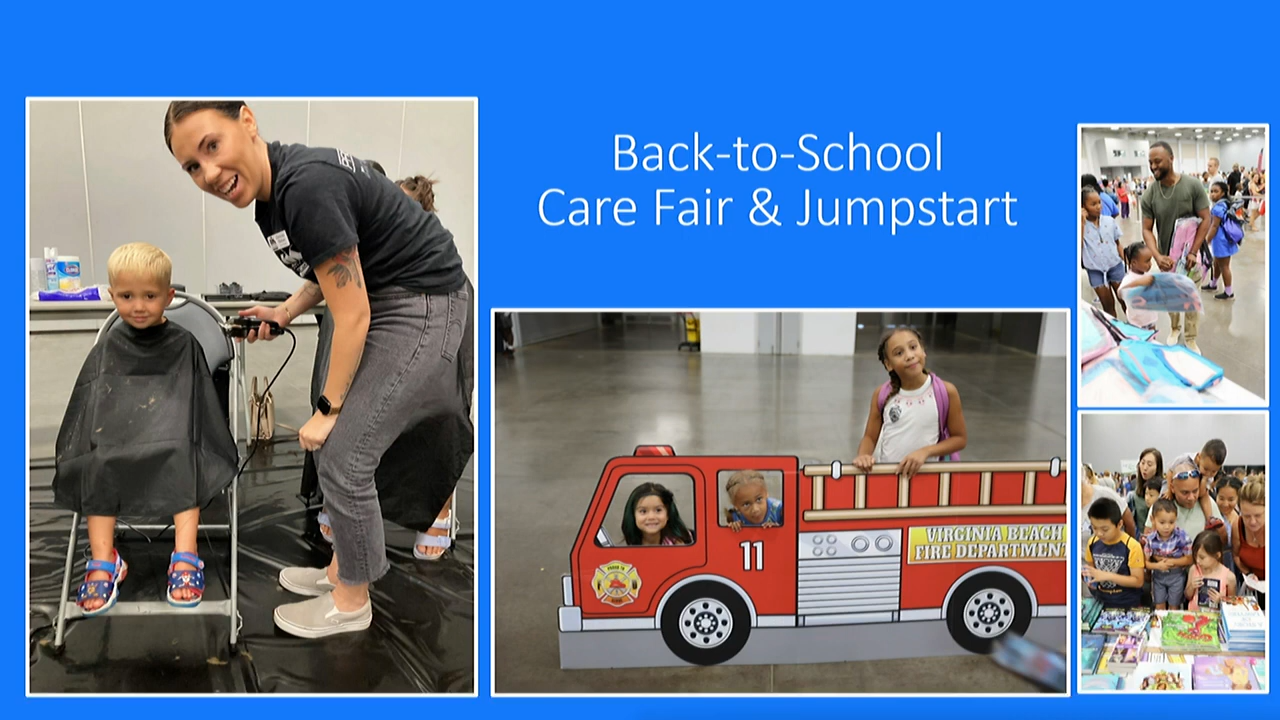 Back-to-School
Care Fair & Jumpstart
11
VIRGINIA BEACH
FIRE DEPARTMENT